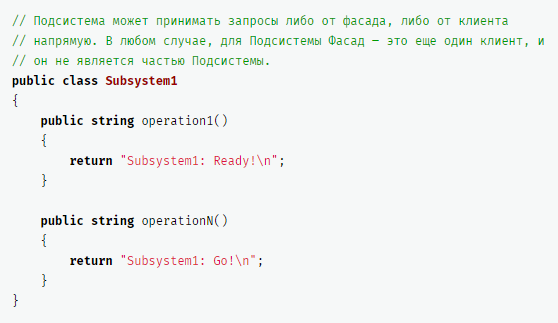 // Подсистема может принимать запросы либо от фасада, либо от клиента
// напрямую. В любом случае, для Подсистемы Фасад – это еще один клиент, и
// он не является частью Подсистемы.
public class Subsystem1
{
    public string operation1()
    {
        return "Subsystem1: Ready!\n";
    }

    public string operationN()
    {
        return "Subsystem1: Go!\n";
    }
}